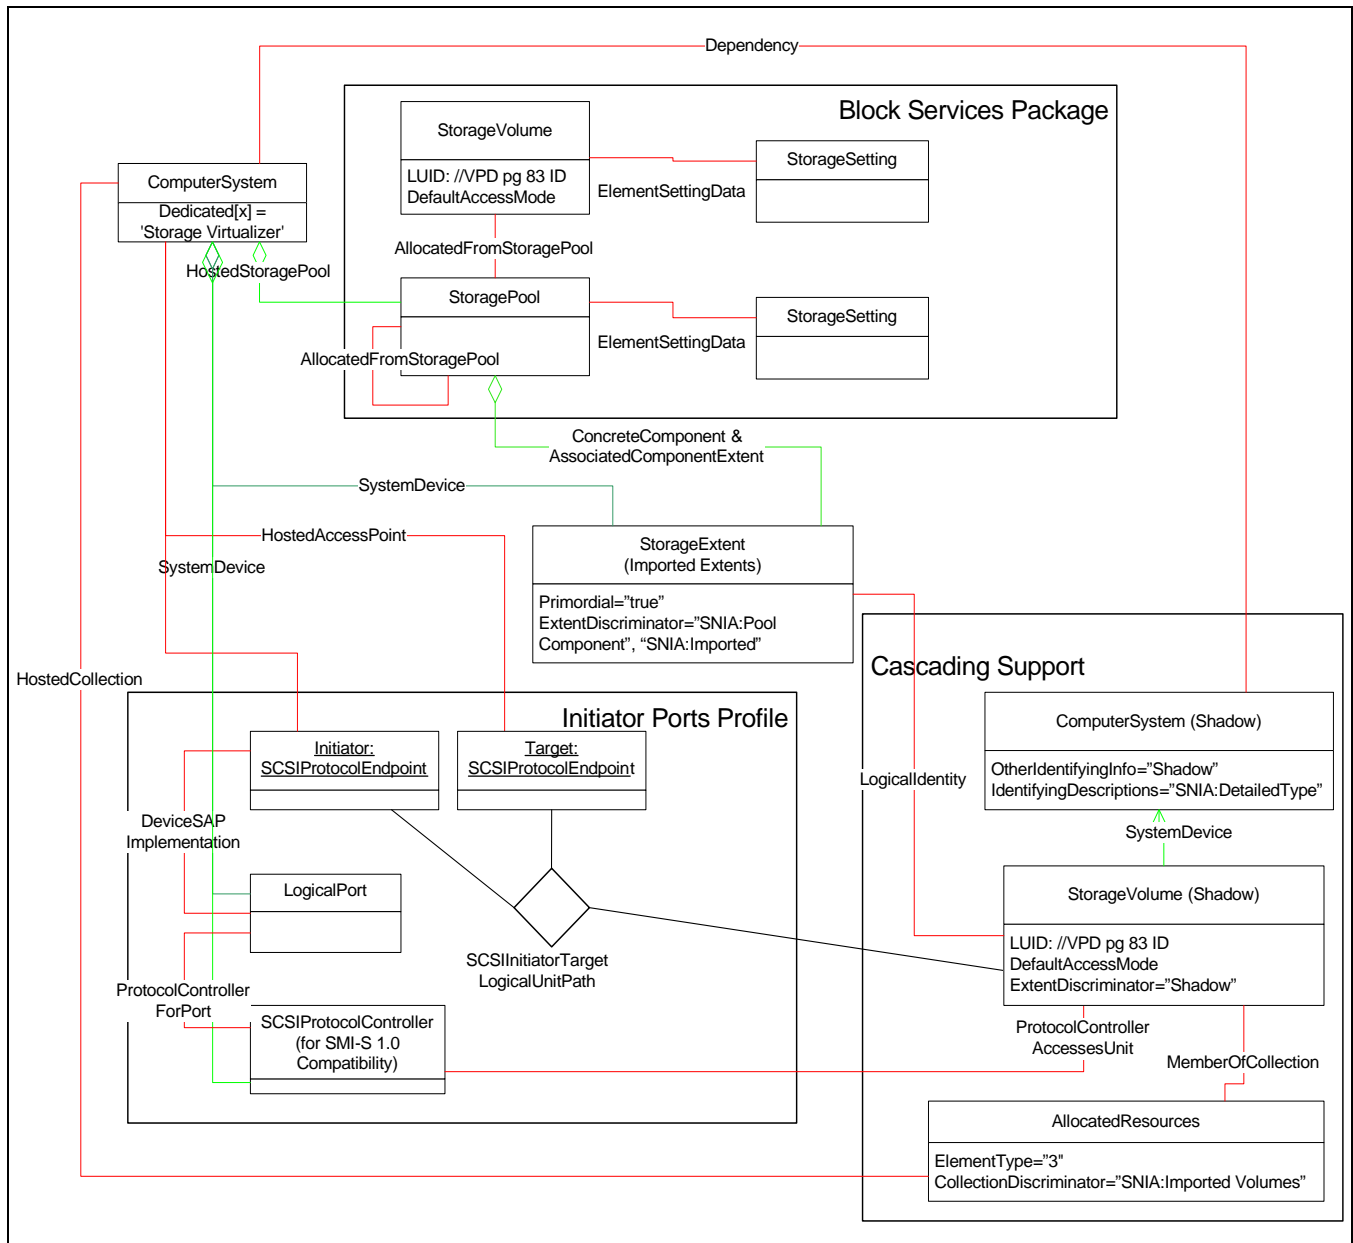 Dependency
Block Services Package
StorageVolume
LUID: //VPD pg 83 ID
DefaultAccessMode
StorageSetting
ElementSettingData
ComputerSystem
Dedicated[x] =
'Storage Virtualizer'
AllocatedFromStoragePool
HostedStoragePool
StoragePool
StorageSetting
ElementSettingData
AllocatedFromStoragePool
ConcreteComponent &
AssociatedComponentExtent
SystemDevice
HostedAccessPoint
StorageExtent
(Imported Extents)
SystemDevice
Primordial=”true”
ExtentDiscriminator=”SNIA:Pool
Component”, “SNIA:Imported”
HostedCollection
Cascading Support
Initiator Ports Profile
ComputerSystem (Shadow)
OtherIdentifyingInfo=”Shadow”
IdentifyingDescriptions=”SNIA:DetailedType”
Initiator:
SCSIProtocolEndpoint
Target:
SCSIProtocolEndpoint
LogicalIdentity
DeviceSAP
Implementation
SystemDevice
LogicalPort
StorageVolume (Shadow)
LUID: //VPD pg 83 ID
DefaultAccessMode
ExtentDiscriminator=”Shadow”
SCSIInitiatorTarget
LogicalUnitPath
ProtocolController
ForPort
SCSIProtocolController
(for SMI-S 1.0
Compatibility)
ProtocolController
AccessesUnit
MemberOfCollection
AllocatedResources
ElementType=”3"
CollectionDiscriminator=”SNIA:Imported Volumes”